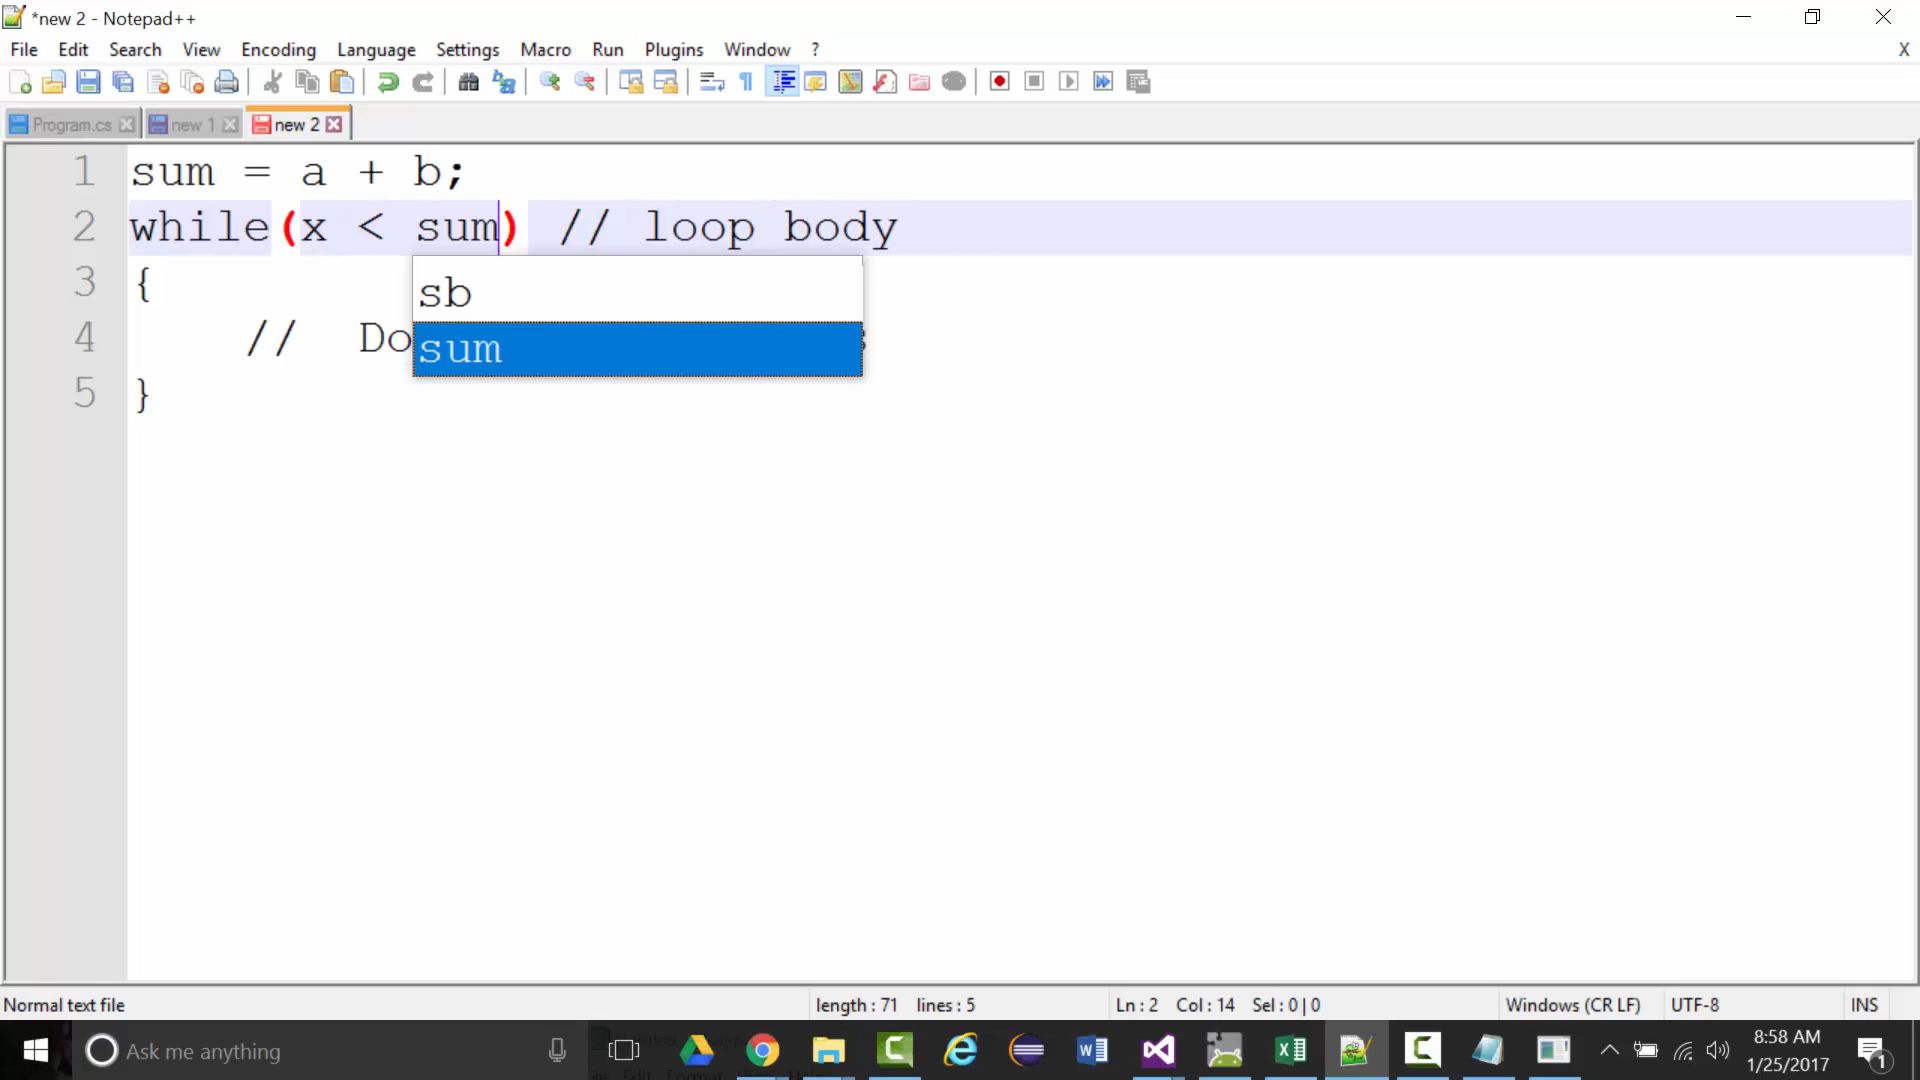 *new 2 - Notepad++
File Edit Search View Encoding Language Settings Macro Run Plugins Window ? X
Program.cs new 1 new 2
1 sum = a + b;
2 while(x < sum) // loop body
3 {
sb
4 // Do
sum
5 }
Normal text file length : 71 lines : 5 Ln : 2 Col : 14 Sel : 0 | 0 Windows (CR LF) UTF-8 INS
Ask me anything
8:58 AM
1/25/2017
1